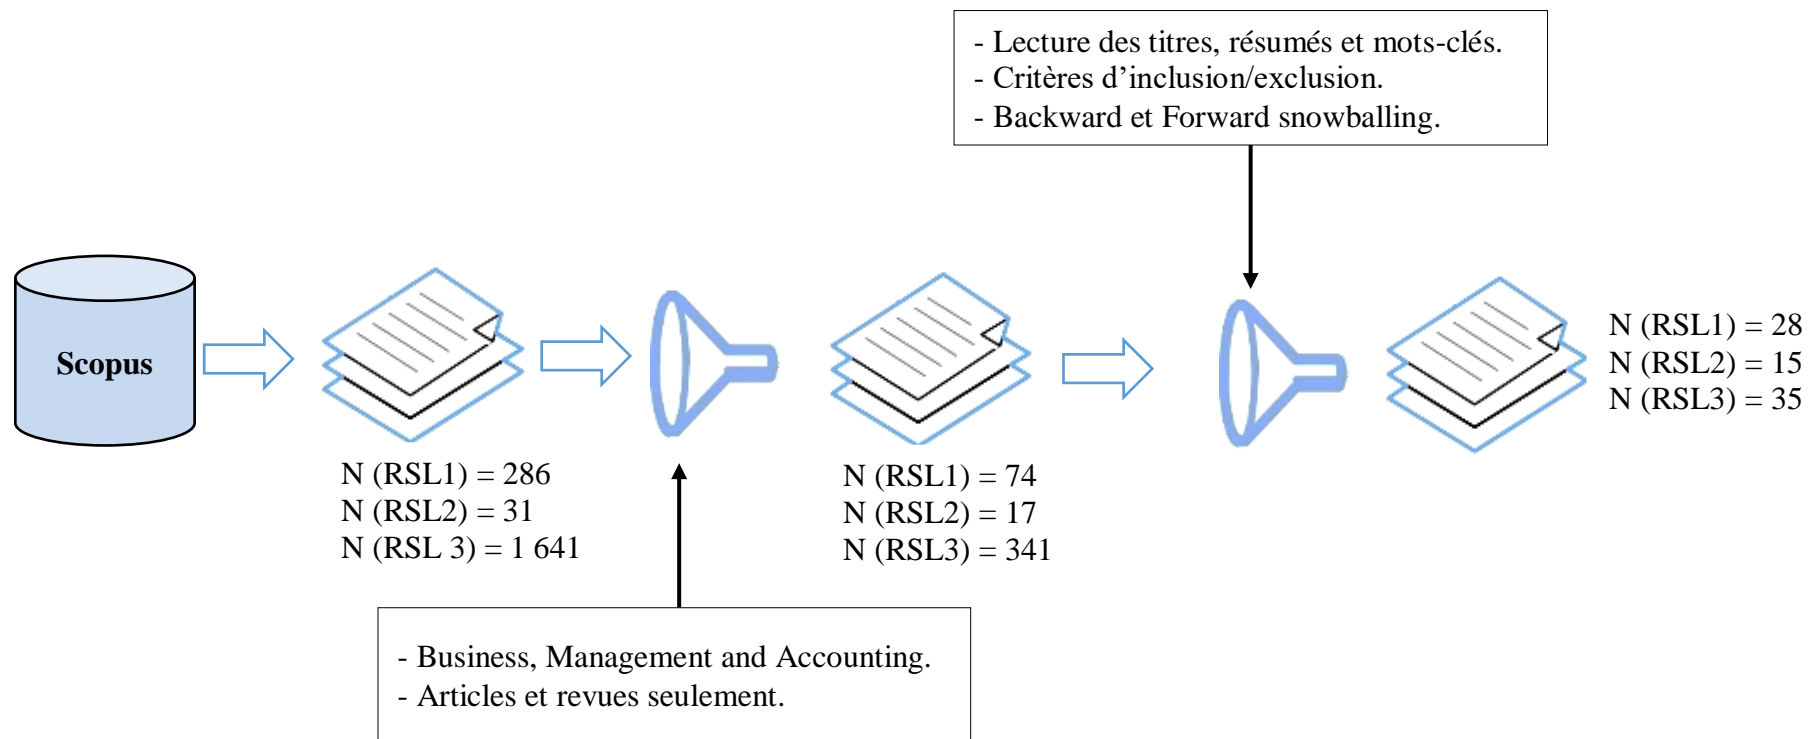 - Lecture des titres, résumés et mots-clés.
- Critères d’inclusion/exclusion.
- Backward et Forward snowballing.
Scopus
N (RSL1) = 286
N (RSL2) = 31
N (RSL 3) = 1 641
- Business, Management and Accounting.
- Articles et revues seulement.
N (RSL1) = 74
N (RSL2) = 17
N (RSL3) = 341
N (RSL1) = 28
N (RSL2) = 15
N (RSL3) = 35